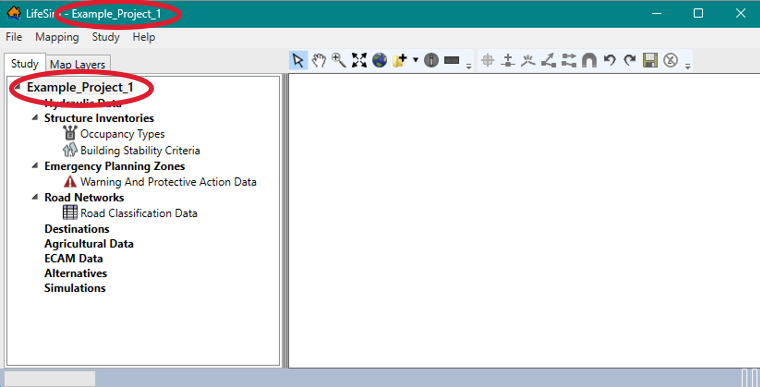 LifeSim - Example_Project_1
File Mapping Study Help
Study Map Layers
Example_Project_1
Hydraulic Data
Structure Inventories
Occupancy Types
Building Stability Criteria
Emergency Planning Zones
Warning And Protective Action Data
Road Networks
Road Classification Data
Destinations
Agricultural Data
ECAM Data
Alternatives
Simulations